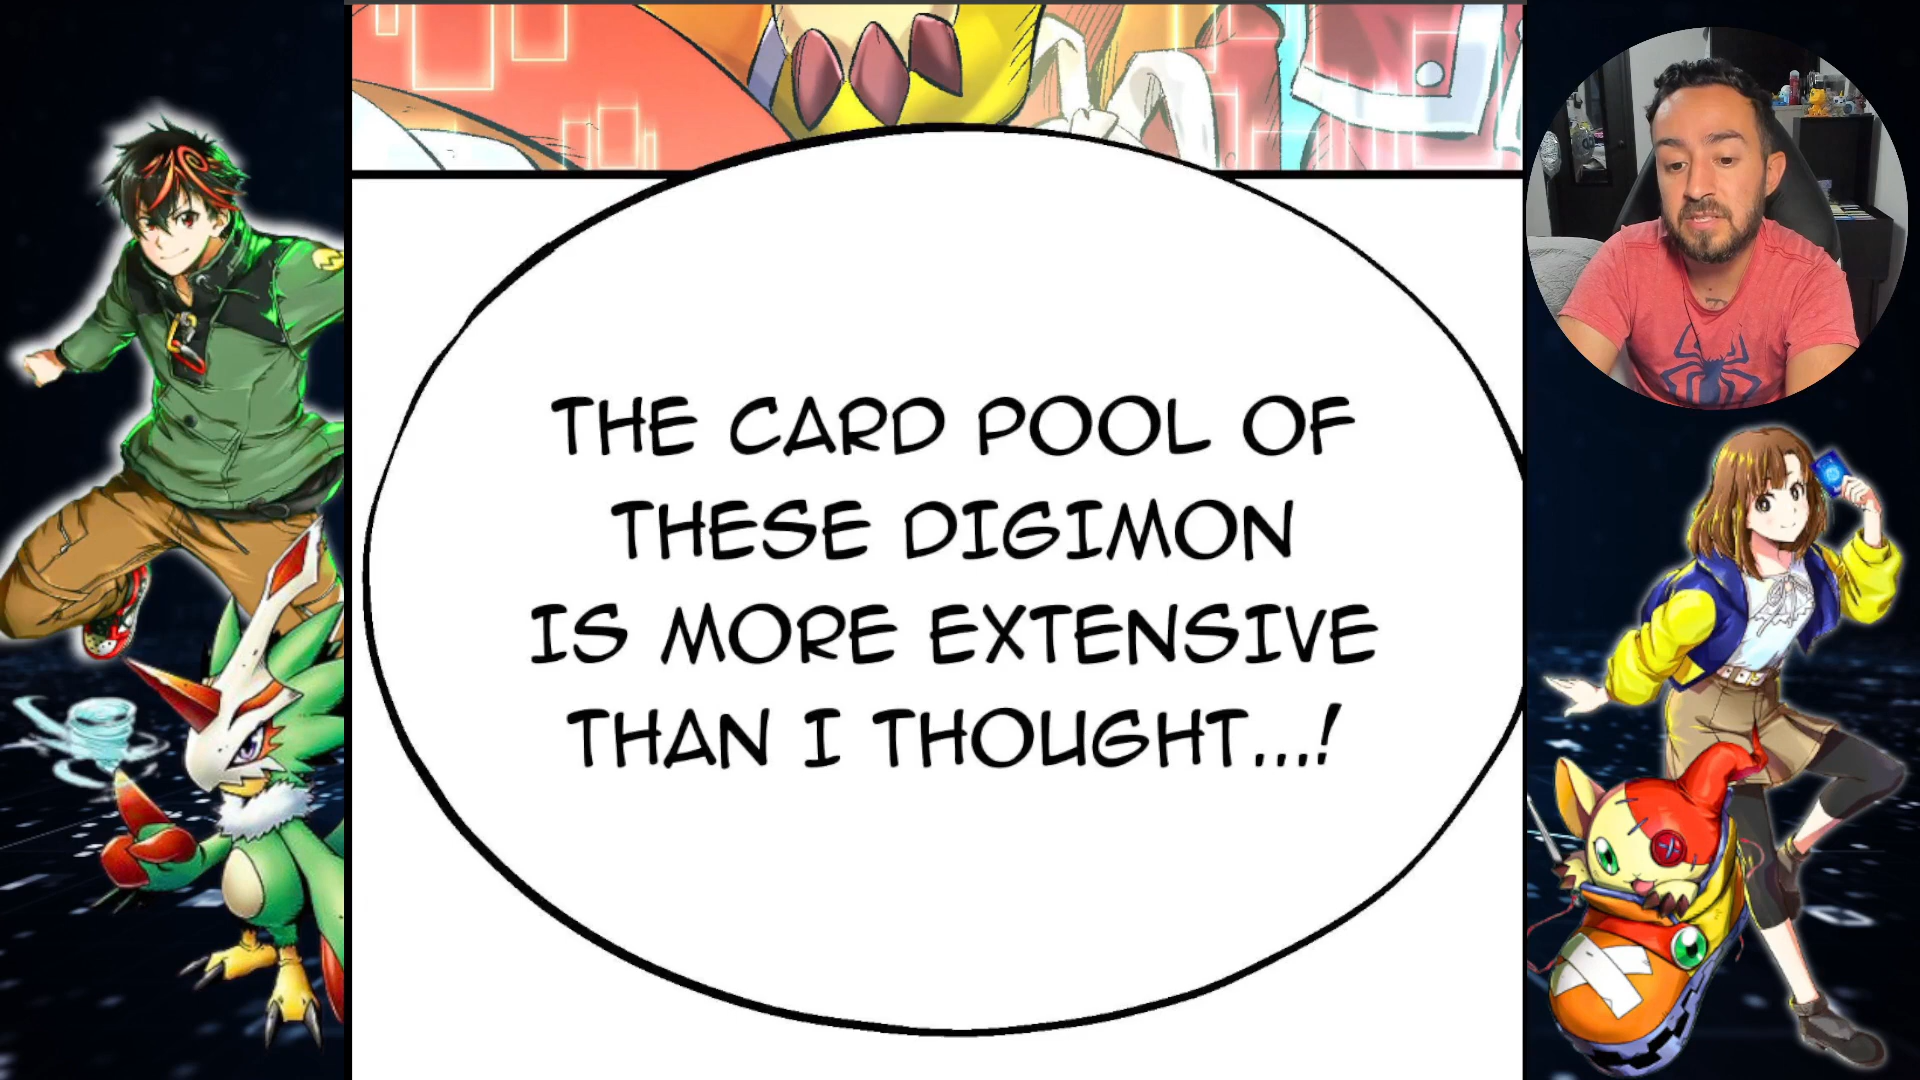 THE CARD POOL OF
THESE DIGIMON
IS MORE EXTENSIVE
THAN I THOUGHT...!